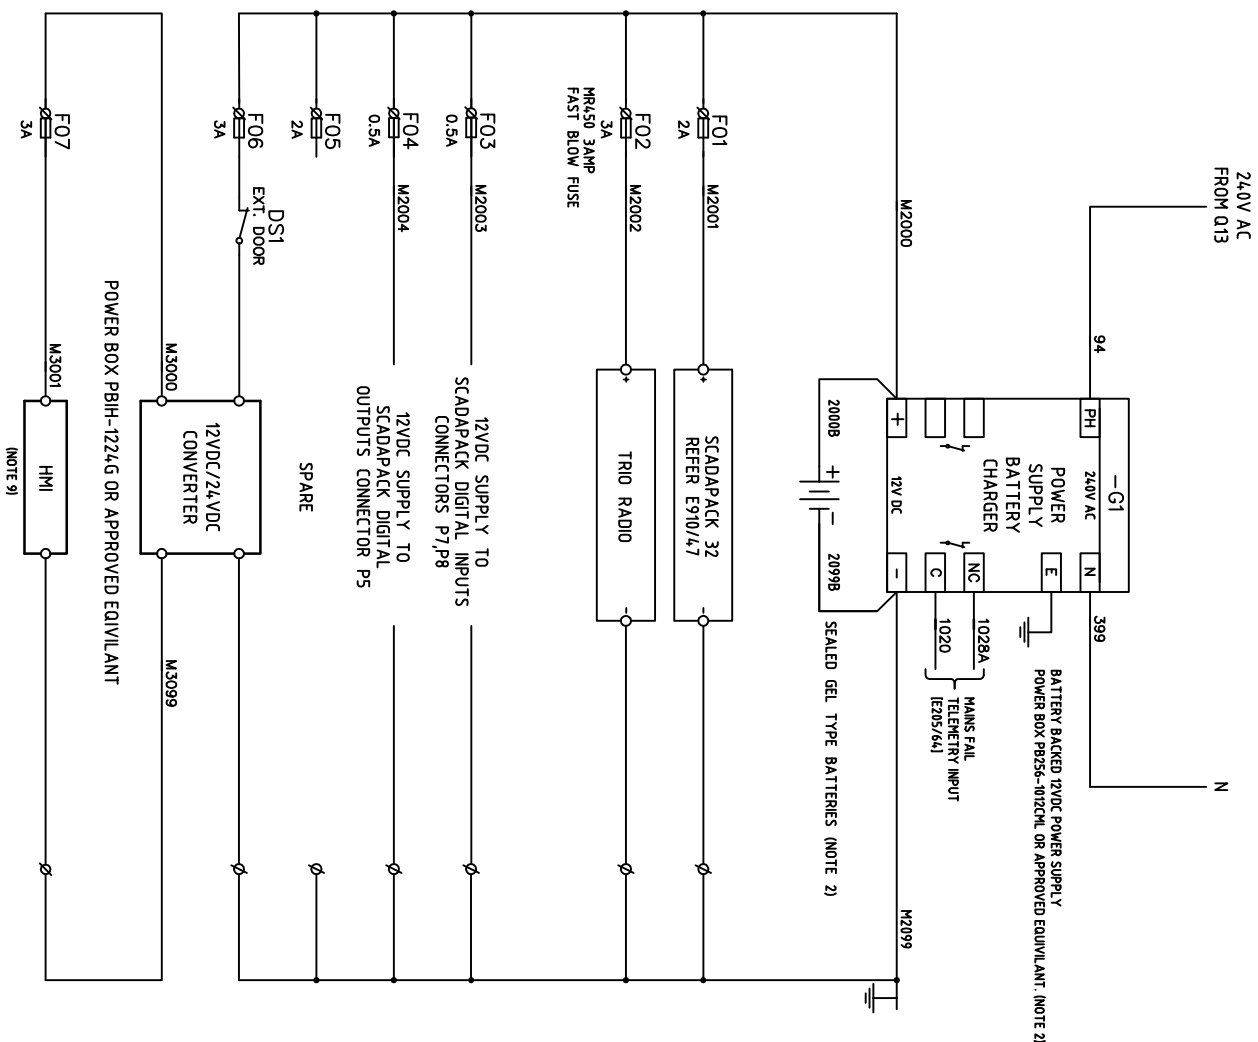 240V AC
FROM Q13
N
94
399
-G1
PH
240V AC
N
POWER
SUPPLY
BATTERY
CHARGER
E
NC
C
1028A
1020
+
12V DC
-
BATTERY BACKED 12VDC POWER SUPPLY
POWER BOX PB256-1012CML OR APPROVED EQUIVILANT. (NOTE 2)
MAINS FAIL
TELEMETRY INPUT
[E205/64]
M2000
M2099
2000B
+
-
2099B
SEALED GEL TYPE BATTERIES (NOTE 2)
F01
2A
M2001
+
SCADAPACK 32
REFER E910/47
-
F02
3A
MR450 3AMP
FAST BLOW FUSE
M2002
+
TRIO RADIO
-
F03
0.5A
M2003
12VDC SUPPLY TO
SCADAPACK DIGITAL INPUTS
CONNECTORS P7,P8
F04
0.5A
M2004
12VDC SUPPLY TO
SCADAPACK DIGITAL
OUTPUTS CONNECTOR P5
F05
2A
SPARE
F06
3A
DS1
EXT. DOOR
12VDC/24VDC
CONVERTER
M3000
M3099
POWER BOX PBIH-1224G OR APPROVED EQIVILANT
F07
3A
M3001
HMI
(NOTE 9)